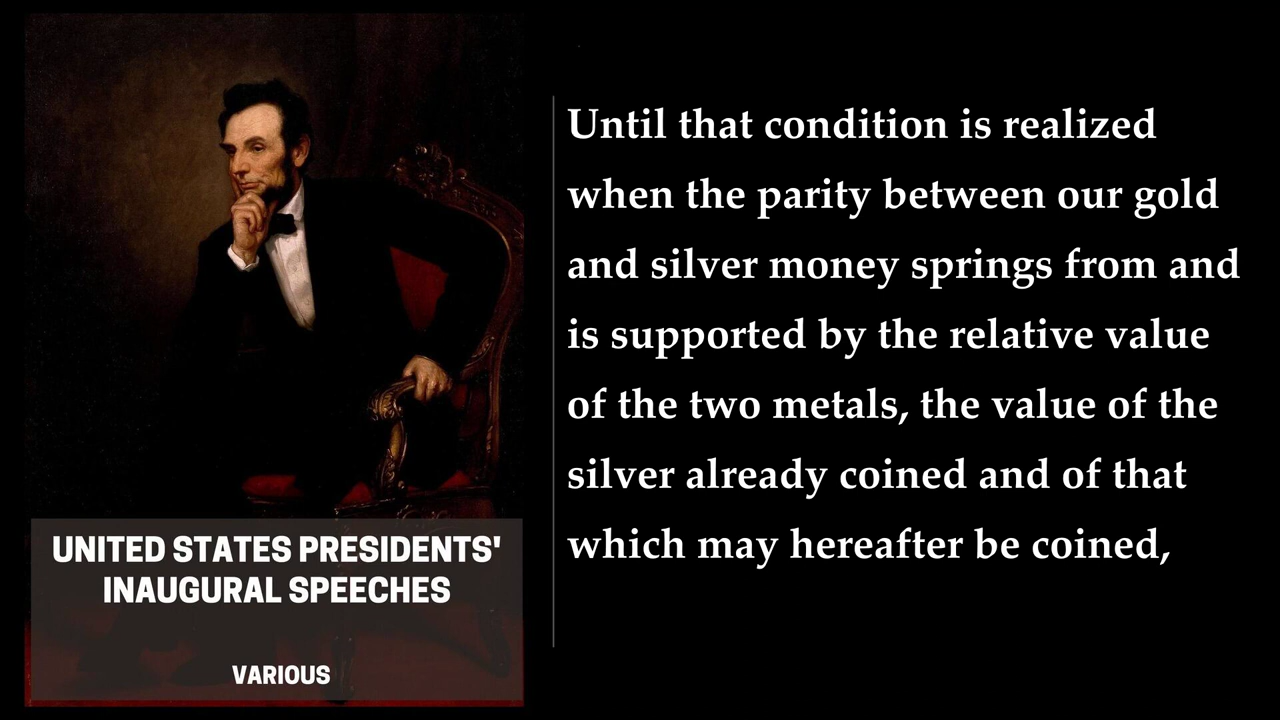 UNITED STATES PRESIDENTS'
INAUGURAL SPEECHES
VARIOUS
Until that condition is realized
when the parity between our gold
and silver money springs from and
is supported by the relative value
of the two metals, the value of the
silver already coined and of that
which may hereafter be coined,